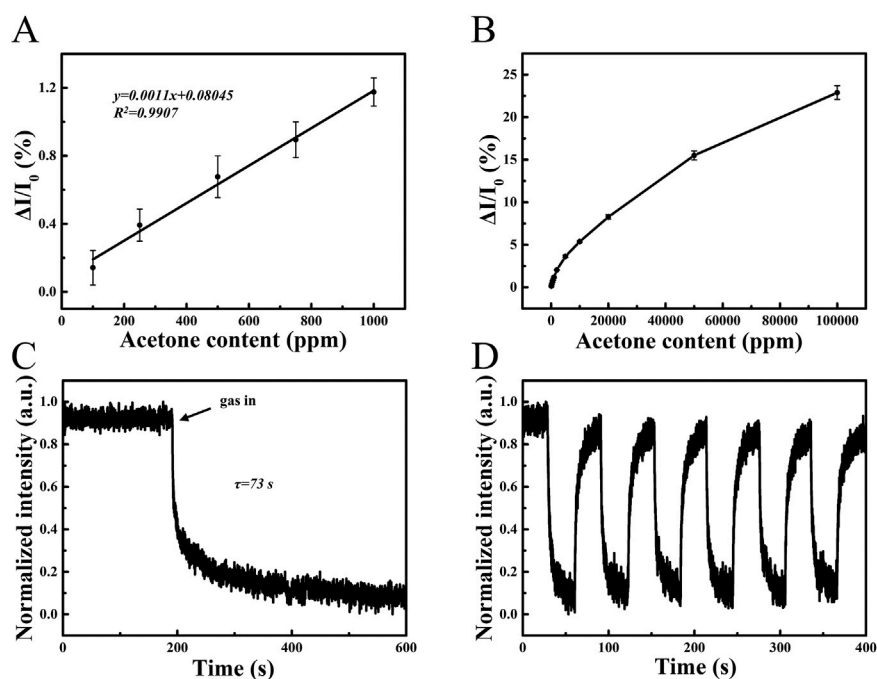 A
ΔI/I0 (%)
1.2
0.8
0.4
0.0
y=0.0011x+0.08045
R²=0.9907
0 200 400 600 800 1000
Acetone content (ppm)
B
ΔI/I0 (%)
25
20
15
10
5
0
0 20000 40000 60000 80000 100000
Acetone content (ppm)
C
Normalized intensity (a.u.)
1.0
0.8
0.6
0.4
0.2
0.0
gas in
τ=73 s
0 200 400 600
Time (s)
D
Normalized intensity (a.u.)
1.0
0.8
0.6
0.4
0.2
0.0
0 100 200 300 400
Time (s)